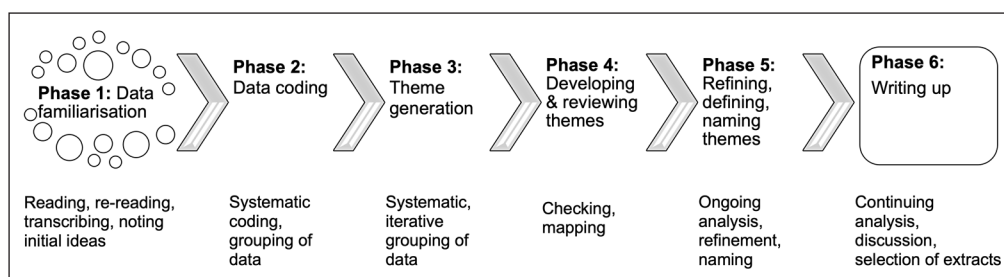 Phase 1: Data
familiarisation
Phase 2:
Data coding
Phase 3:
Theme
generation
Phase 4:
Developing
& reviewing
themes
Phase 5:
Refining,
defining,
naming
themes
Phase 6:
Writing up
Reading, re-reading,
transcribing, noting
initial ideas
Systematic
coding,
grouping of
data
Systematic,
iterative
grouping of
data
Checking,
mapping
Ongoing
analysis,
refinement,
naming
Continuing
analysis,
discussion,
selection of extracts